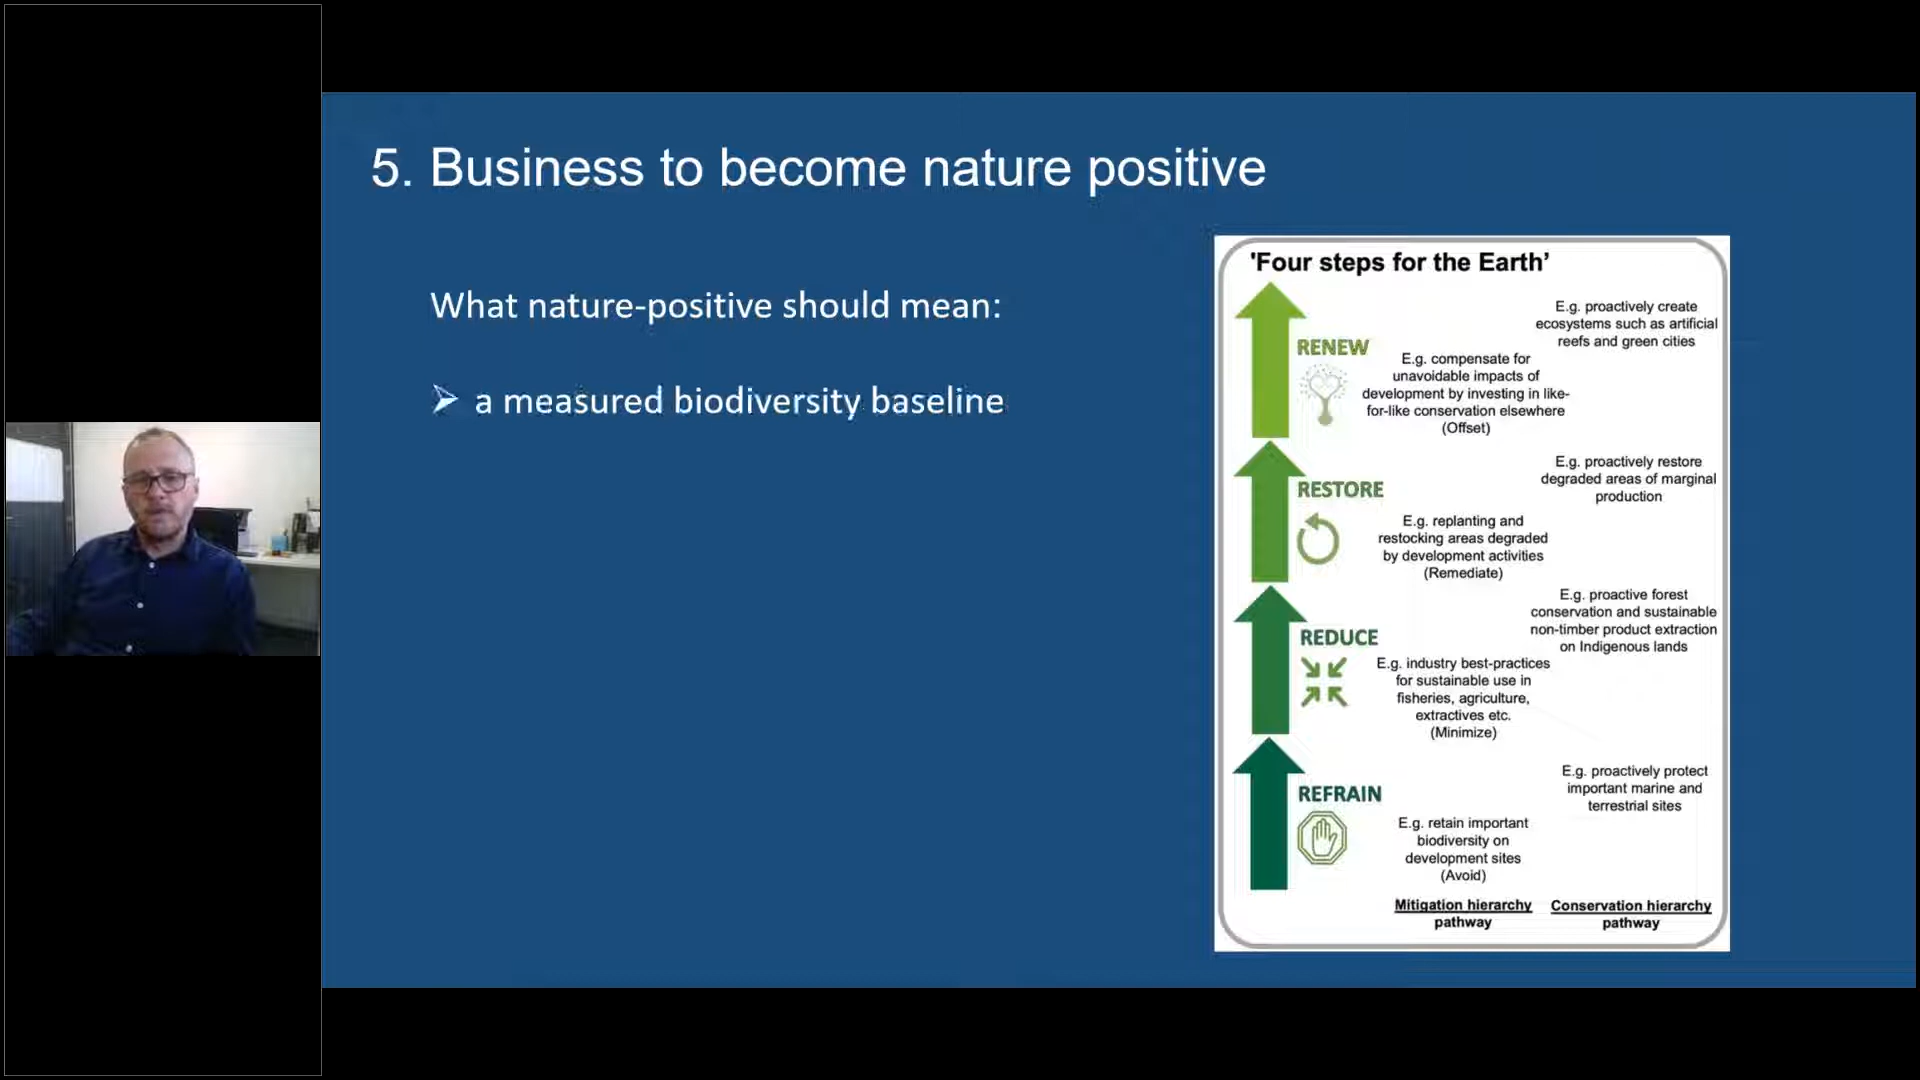 5. Business to become nature positive
What nature-positive should mean:
➢ a measured biodiversity baseline
'Four steps for the Earth’
RENEW
E.g. compensate for
unavoidable impacts of
development by investing in like-
for-like conservation elsewhere
(Offset)
E.g. proactively create
ecosystems such as artificial
reefs and green cities
RESTORE
E.g. replanting and
restocking areas degraded
by development activities
(Remediate)
E.g. proactively restore
degraded areas of marginal
production
REDUCE
E.g. industry best-practices
for sustainable use in
fisheries, agriculture,
extractives etc.
(Minimize)
E.g. proactive forest
conservation and sustainable
non-timber product extraction
on Indigenous lands
REFRAIN
E.g. retain important
biodiversity on
development sites
(Avoid)
E.g. proactively protect
important marine and
terrestrial sites
Mitigation hierarchy
pathway
Conservation hierarchy
pathway